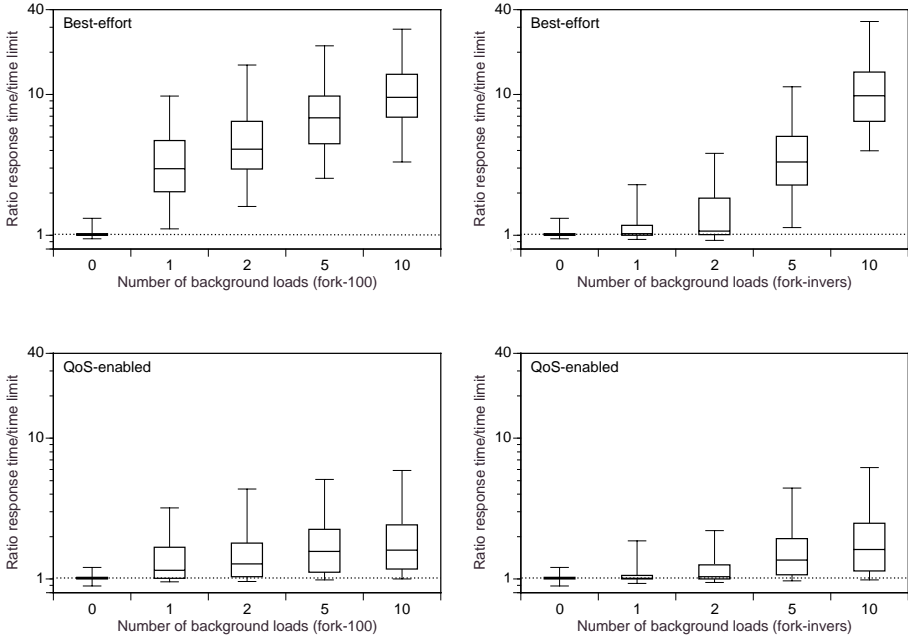 Best-effort
Ratio response time/time limit
40
10
1
0 1 2 5 10
Number of background loads (fork-100)
Best-effort
Ratio response time/time limit
40
10
1
0 1 2 5 10
Number of background loads (fork-invers)
QoS-enabled
Ratio response time/time limit
40
10
1
0 1 2 5 10
Number of background loads (fork-100)
QoS-enabled
Ratio response time/time limit
40
10
1
0 1 2 5 10
Number of background loads (fork-invers)